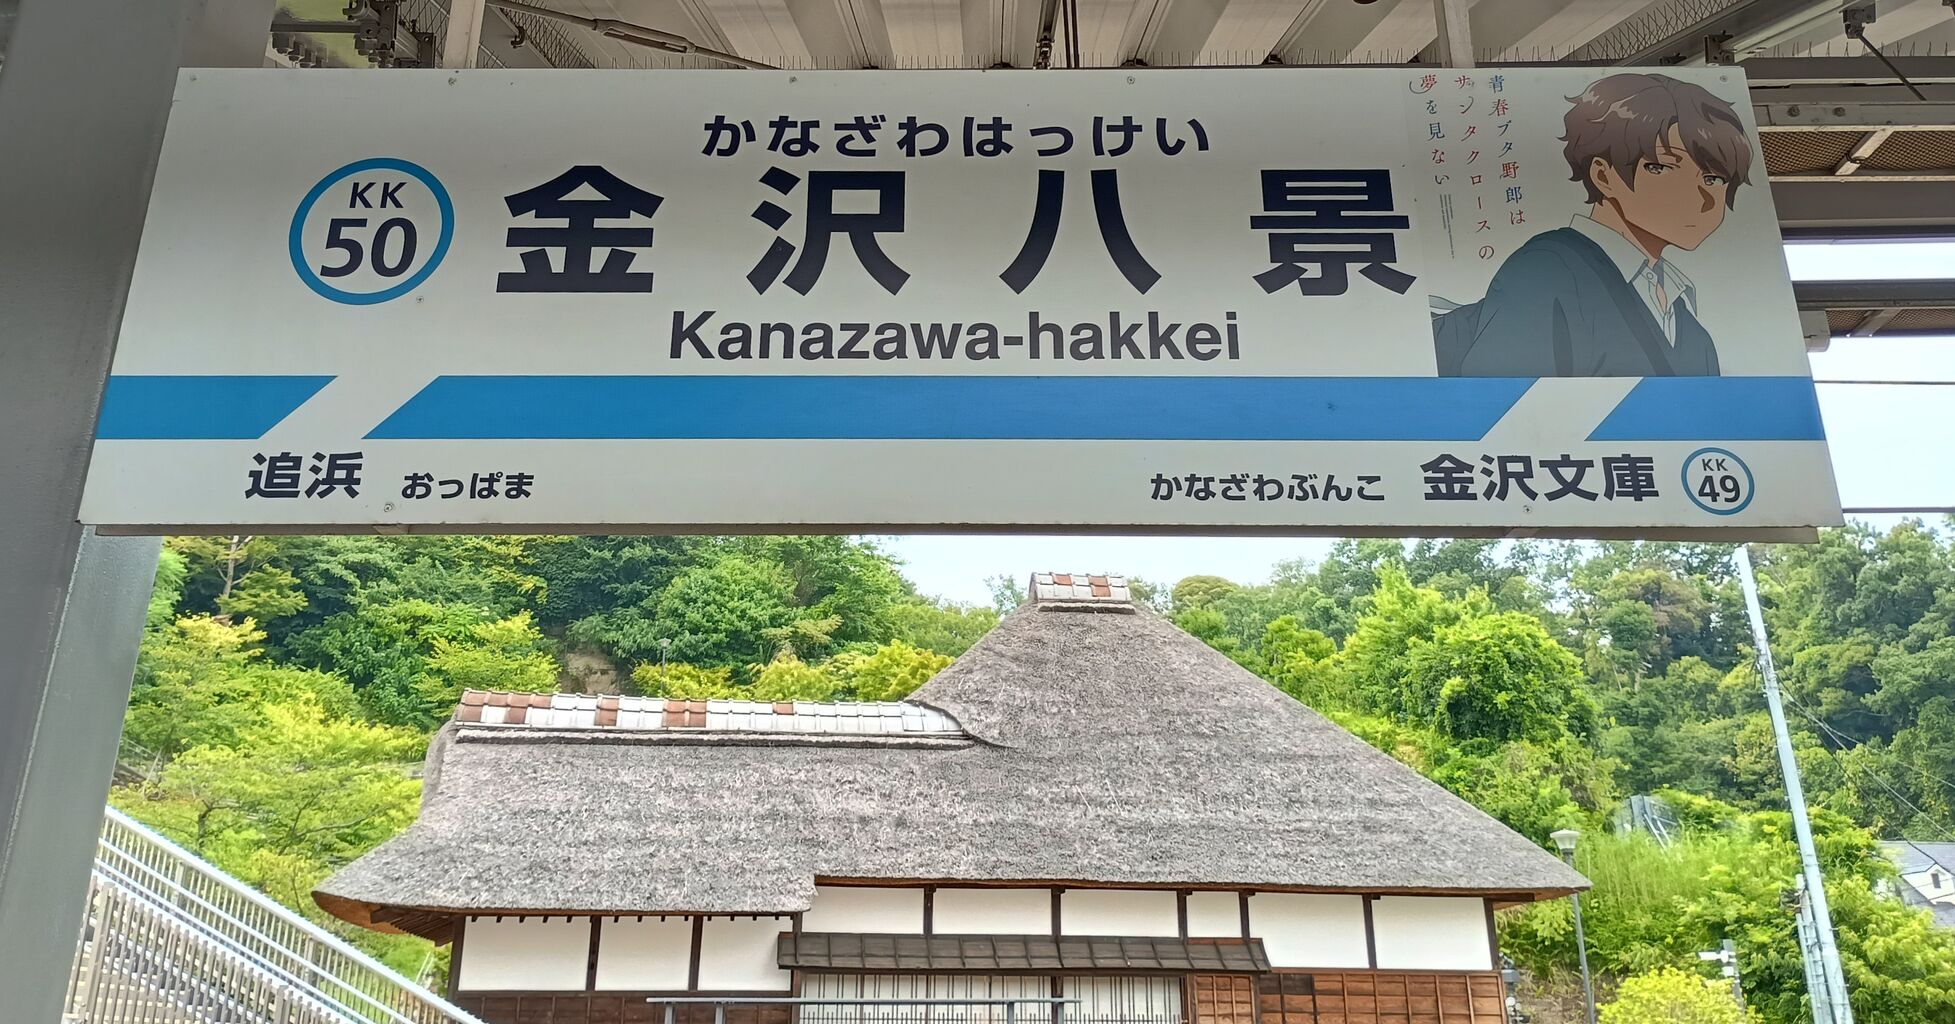 かなざわはっけい
KK
50
金沢八景
Kanazawa-hakkei
青春ブタ野郎は
サンタクロースの
夢を見ない
追浜 おっぱま
かなざわぶんこ 金沢文庫
KK
49